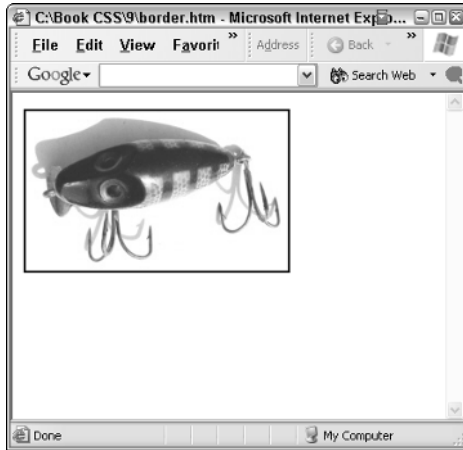 C:\Book CSS\9\border.htm - Microsoft Internet Exp... 
File Edit View Favorit » Address Back »
Google Search Web
Done My Computer